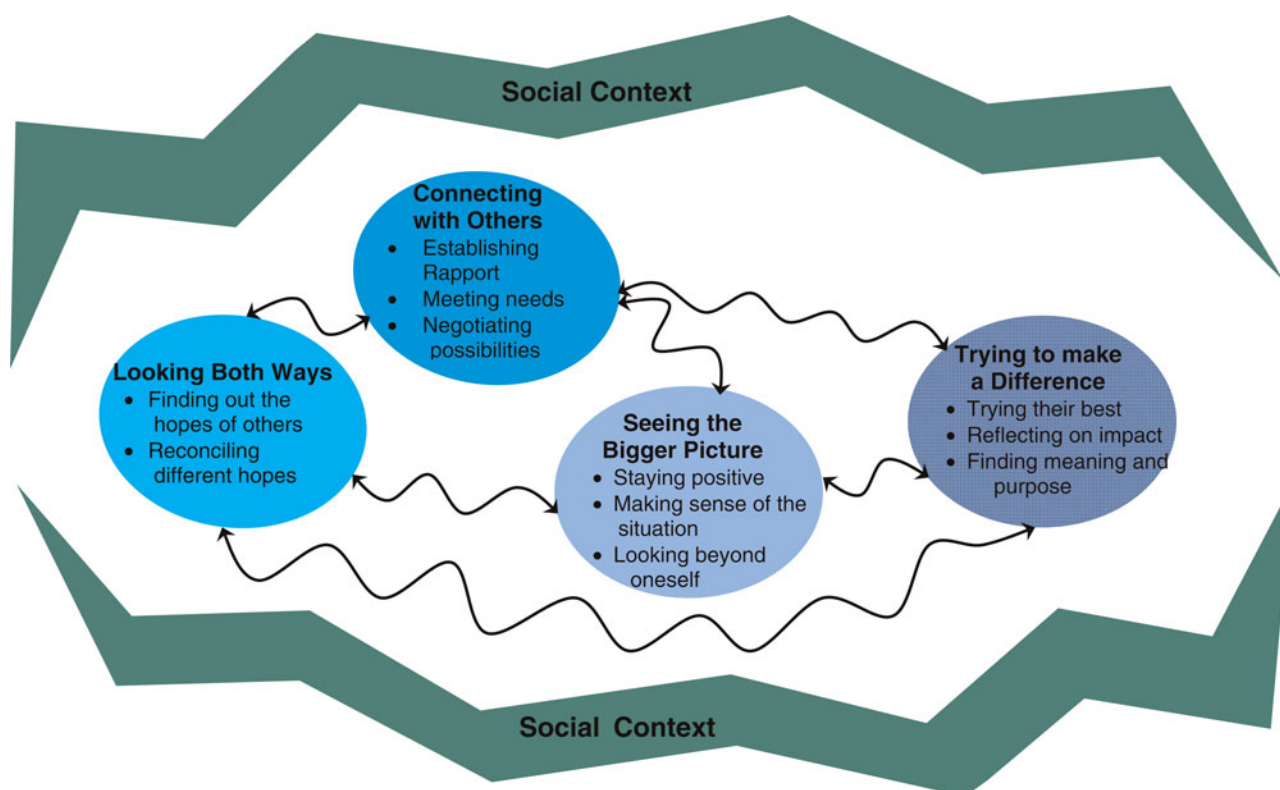 Social Context
Connecting
with Others
• Establishing
Rapport
• Meeting needs
• Negotiating
possibilities
Looking Both Ways
• Finding out the
hopes of others
• Reconciling
different hopes
Seeing the
Bigger Picture
• Staying positive
• Making sense of the
situation
• Looking beyond
oneself
Trying to make
a Difference
• Trying their best
• Reflecting on impact
• Finding meaning and
purpose
Social Context